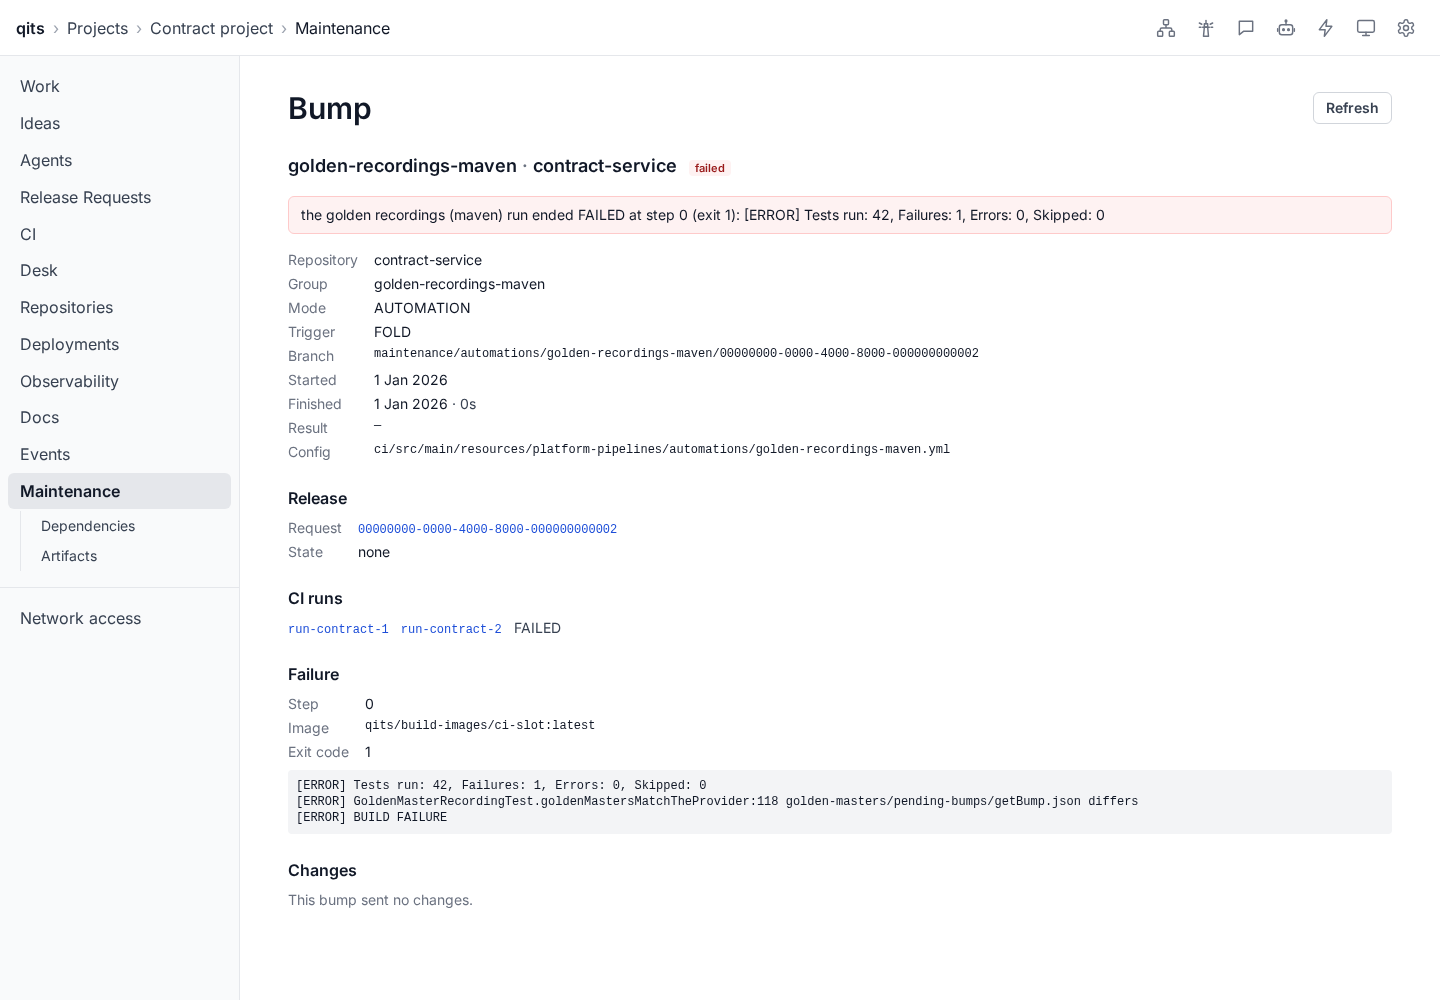 qits › Projects › Contract project › Maintenance
Work
Ideas
Agents
Release Requests
CI
Desk
Repositories
Deployments
Observability
Docs
Events
Maintenance
Dependencies
Artifacts
Network access
Bump
Refresh
golden-recordings-maven · contract-service failed
the golden recordings (maven) run ended FAILED at step 0 (exit 1): [ERROR] Tests run: 42, Failures: 1, Errors: 0, Skipped: 0
Repository contract-service
Group golden-recordings-maven
Mode AUTOMATION
Trigger FOLD
Branch maintenance/automations/golden-recordings-maven/00000000-0000-4000-8000-000000000002
Started 1 Jan 2026
Finished 1 Jan 2026 · 0s
Result —
Config ci/src/main/resources/platform-pipelines/automations/golden-recordings-maven.yml
Release
Request 00000000-0000-4000-8000-000000000002
State none
CI runs
run-contract-1 run-contract-2 FAILED
Failure
Step 0
Image qits/build-images/ci-slot:latest
Exit code 1
[ERROR] Tests run: 42, Failures: 1, Errors: 0, Skipped: 0
[ERROR] GoldenMasterRecordingTest.goldenMastersMatchTheProvider:118 golden-masters/pending-bumps/getBump.json differs
[ERROR] BUILD FAILURE
Changes
This bump sent no changes.